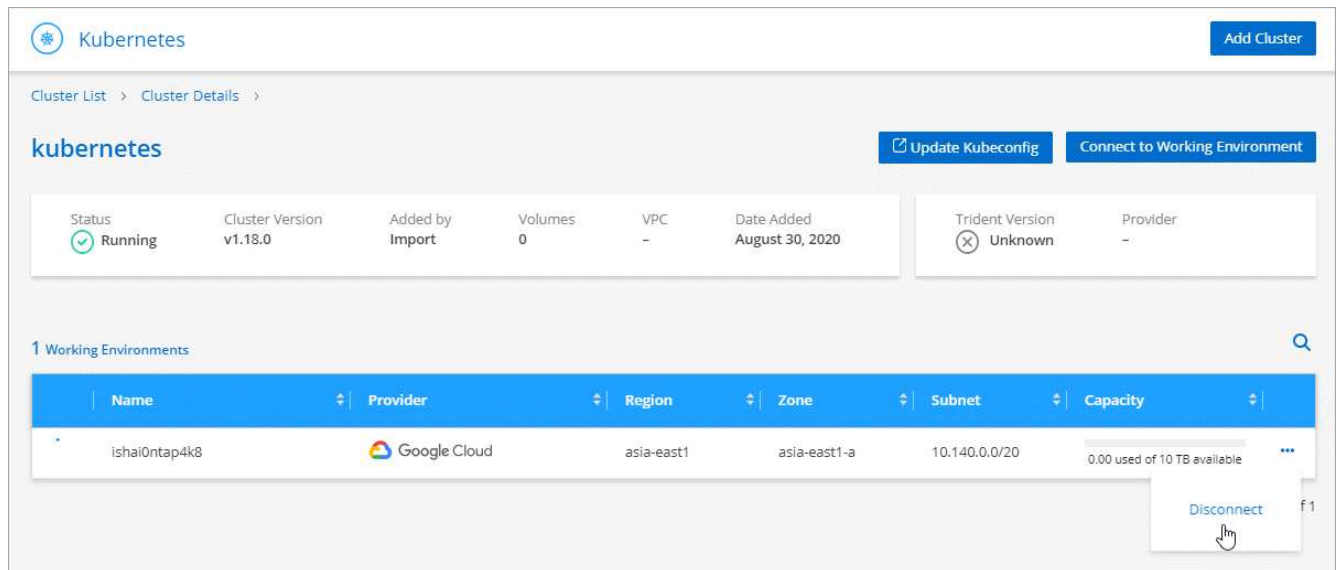 Kubernetes
Add Cluster
Cluster List > Cluster Details >
kubernetes
Update Kubeconfig
Connect to Working Environment
Status Cluster Version Added by Volumes VPC Date Added Trident Version Provider
Running v1.18.0 Import 0 – August 30, 2020 Unknown –
1 Working Environments
Name Provider Region Zone Subnet Capacity
ishai0ntap4k8 Google Cloud asia-east1 asia-east1-a 10.140.0.0/20 0.00 used of 10 TB available
Disconnect
f 1